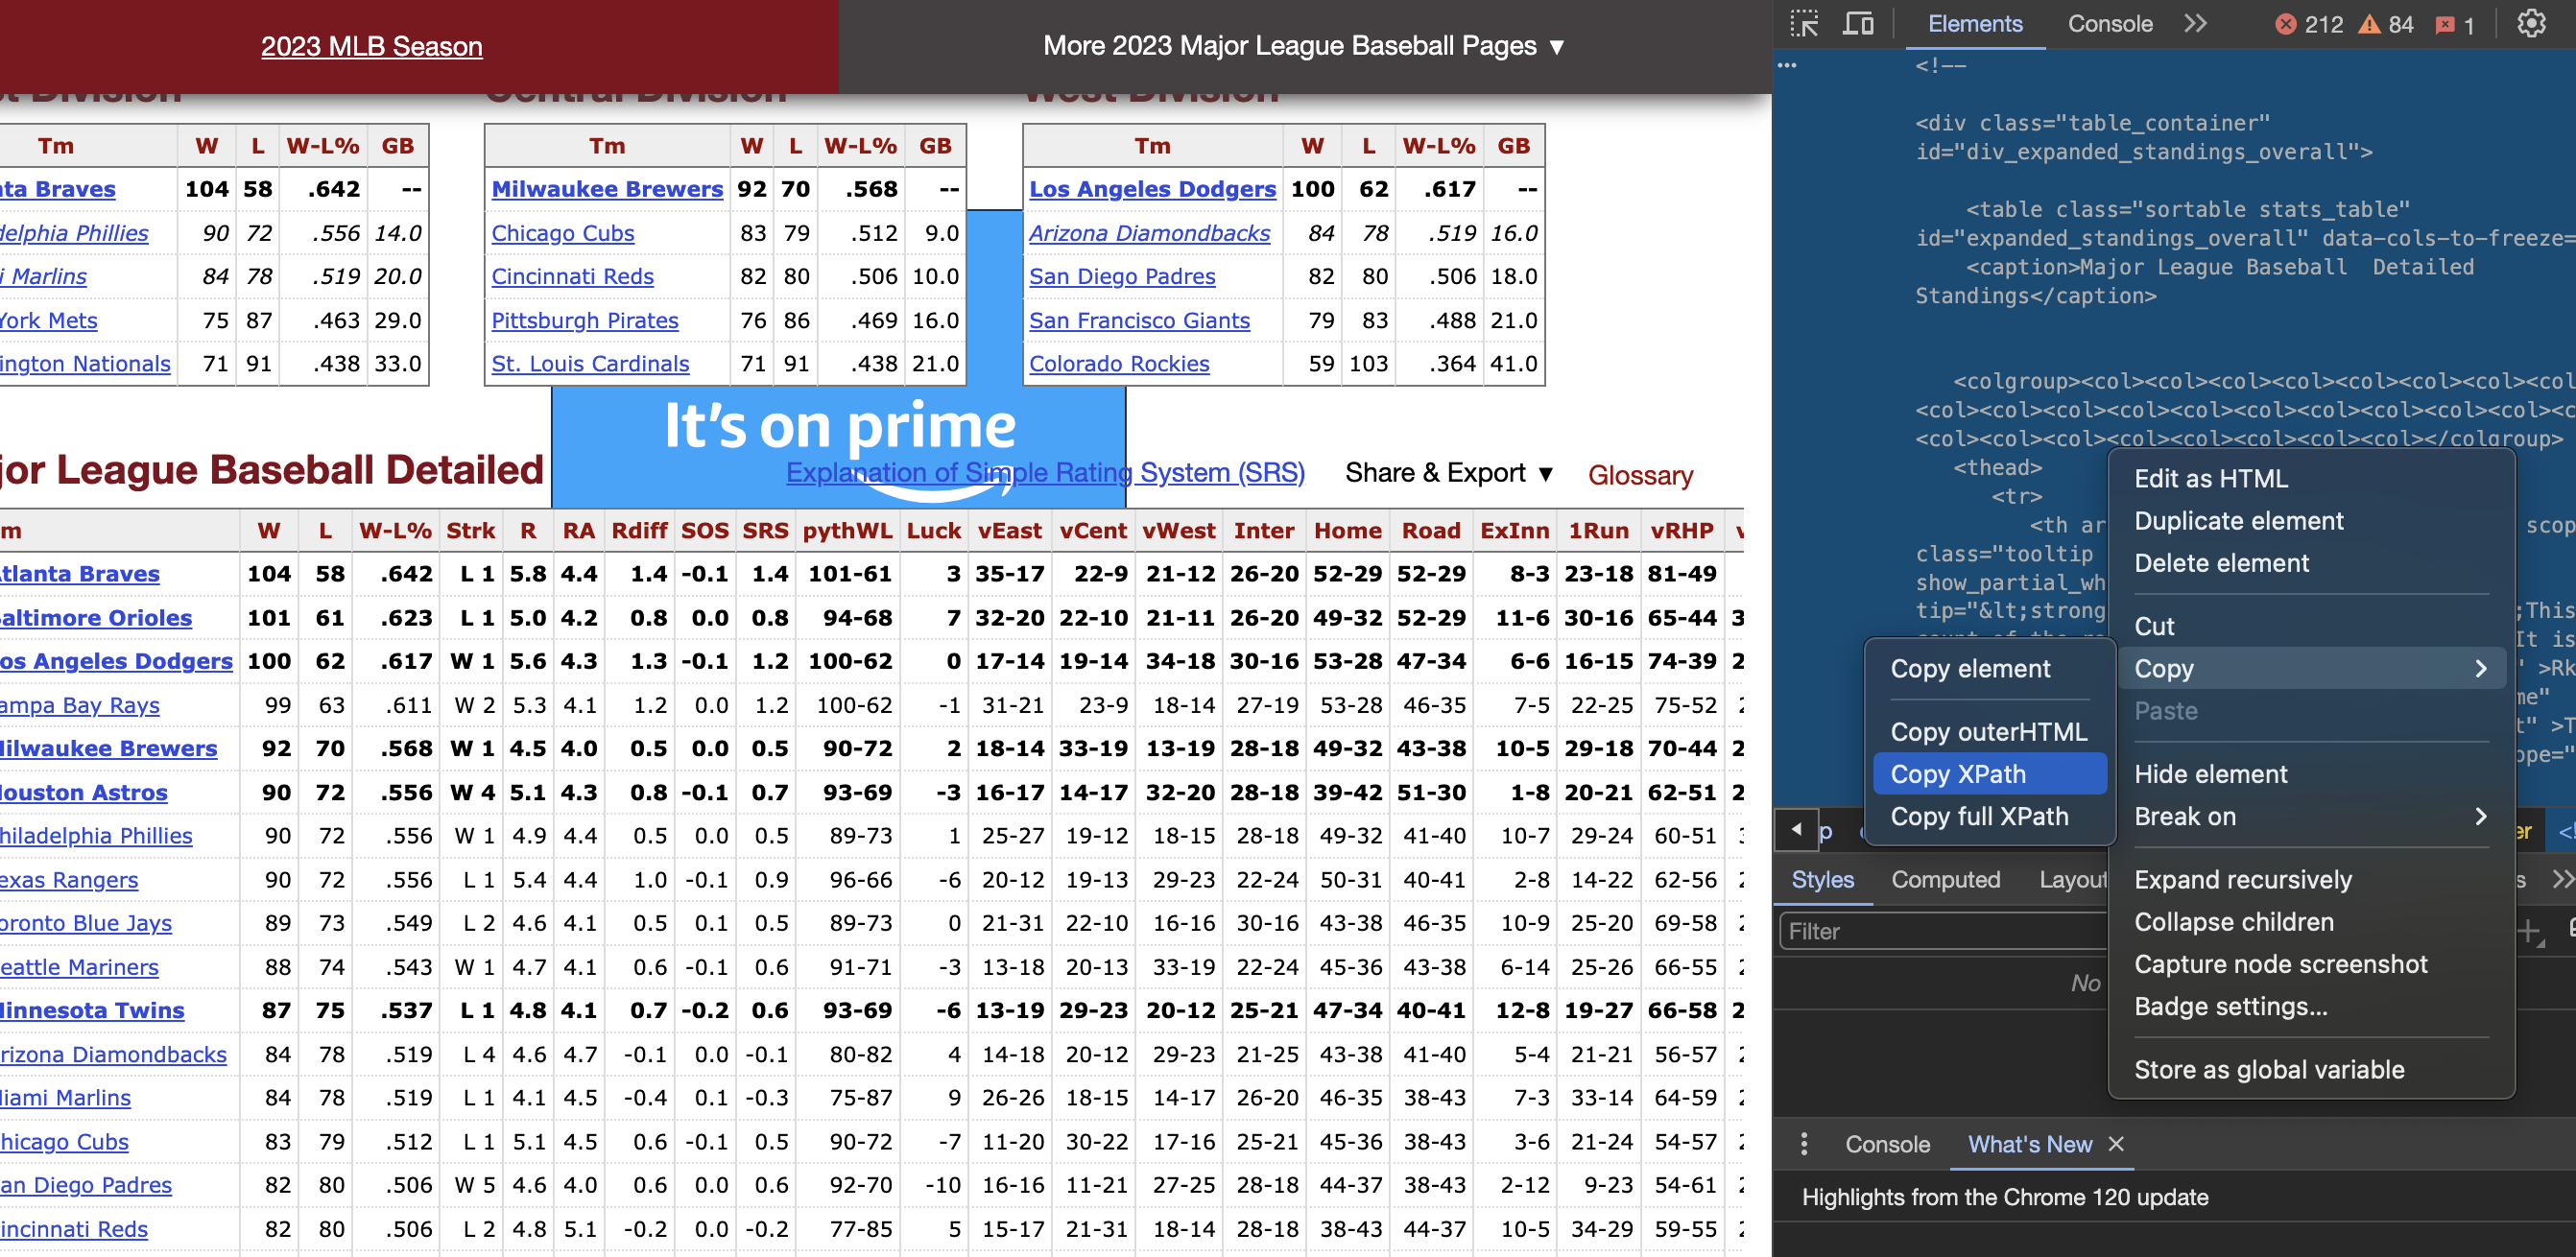 2023 MLB Season
More 2023 Major League Baseball Pages ▼
t Division
Central Division
West Division
Tm W L W-L% GB
ta Braves 104 58 .642 --
delphia Phillies 90 72 .556 14.0
i Marlins 84 78 .519 20.0
York Mets 75 87 .463 29.0
ington Nationals 71 91 .438 33.0
Tm W L W-L% GB
Milwaukee Brewers 92 70 .568 --
Chicago Cubs 83 79 .512 9.0
Cincinnati Reds 82 80 .506 10.0
Pittsburgh Pirates 76 86 .469 16.0
St. Louis Cardinals 71 91 .438 21.0
Tm W L W-L% GB
Los Angeles Dodgers 100 62 .617 --
Arizona Diamondbacks 84 78 .519 16.0
San Diego Padres 82 80 .506 18.0
San Francisco Giants 79 83 .488 21.0
Colorado Rockies 59 103 .364 41.0
It's on prime
jor League Baseball Detailed
Explanation of Simple Rating System (SRS)
Share & Export ▼
Glossary
m W L W-L% Strk R RA Rdiff SOS SRS pythWL Luck vEast vCent vWest Inter Home Road ExInn 1Run vRHP v
tlanta Braves 104 58 .642 L 1 5.8 4.4 1.4 -0.1 1.4 101-61 3 35-17 22-9 21-12 26-20 52-29 52-29 8-3 23-18 81-49
altimore Orioles 101 61 .623 L 1 5.0 4.2 0.8 0.0 0.8 94-68 7 32-20 22-10 21-11 26-20 49-32 52-29 11-6 30-16 65-44 3
os Angeles Dodgers 100 62 .617 W 1 5.6 4.3 1.3 -0.1 1.2 100-62 0 17-14 19-14 34-18 30-16 53-28 47-34 6-6 16-15 74-39 2
ampa Bay Rays 99 63 .611 W 2 5.3 4.1 1.2 0.0 1.2 100-62 -1 31-21 23-9 18-14 27-19 53-28 46-35 7-5 22-25 75-52 2
ilwaukee Brewers 92 70 .568 W 1 4.5 4.0 0.5 0.0 0.5 90-72 2 18-14 33-19 13-19 28-18 49-32 43-38 10-5 29-18 70-44 2
ouston Astros 90 72 .556 W 4 5.1 4.3 0.8 -0.1 0.7 93-69 -3 16-17 14-17 32-20 28-18 39-42 51-30 1-8 20-21 62-51 2
hiladelphia Phillies 90 72 .556 W 1 4.9 4.4 0.5 0.0 0.5 89-73 1 25-27 19-12 18-15 28-18 49-32 41-40 10-7 29-24 60-51 3
exas Rangers 90 72 .556 L 1 5.4 4.4 1.0 -0.1 0.9 96-66 -6 20-12 19-13 29-23 22-24 50-31 40-41 2-8 14-22 62-56 2
oronto Blue Jays 89 73 .549 L 2 4.6 4.1 0.5 0.1 0.5 89-73 0 21-31 22-10 16-16 30-16 43-38 46-35 10-9 25-20 69-58 2
eattle Mariners 88 74 .543 W 1 4.7 4.1 0.6 -0.1 0.6 91-71 -3 13-18 20-13 33-19 22-24 45-36 43-38 6-14 25-26 66-55 2
innesota Twins 87 75 .537 L 1 4.8 4.1 0.7 -0.2 0.6 93-69 -6 13-19 29-23 20-12 25-21 47-34 40-41 12-8 19-27 66-58 2
rizona Diamondbacks 84 78 .519 L 4 4.6 4.7 -0.1 0.0 -0.1 80-82 4 14-18 20-12 29-23 21-25 43-38 41-40 5-4 21-21 56-57 2
iami Marlins 84 78 .519 L 1 4.1 4.5 -0.4 0.1 -0.3 75-87 9 26-26 18-15 14-17 26-20 46-35 38-43 7-3 33-14 64-59 2
hicago Cubs 83 79 .512 L 1 5.1 4.5 0.6 -0.1 0.5 90-72 -7 11-20 30-22 17-16 25-21 45-36 38-43 3-6 21-24 54-57 2
an Diego Padres 82 80 .506 W 5 4.6 4.0 0.6 0.0 0.6 92-70 -10 16-16 11-21 27-25 28-18 44-37 38-43 2-12 9-23 54-61 2
incinnati Reds 82 80 .506 L 2 4.8 5.1 -0.2 0.0 -0.2 77-85 5 15-17 21-31 18-14 28-18 38-43 44-37 10-5 34-29 59-55 2
Elements Console 212 84 1
<!--
<div class="table_container"
id="div_expanded_standings_overall">
<table class="sortable stats_table"
id="expanded_standings_overall" data-cols-to-freeze=
<caption>Major League Baseball  Detailed
Standings</caption>
<colgroup><col><col><col><col><col><col><col><col
<col><col><col><col><col><col><col><col><col><col><c
<col><col><col><col><col><col><col><col></colgroup>
<thead>
<tr>
<th ar scop
class="tooltip
show_partial_wh
tip="&lt;strong ;This
It is
' >Rk
me"
t" >T
ope="
Edit as HTML
Duplicate element
Delete element
Cut
Copy
Paste
Hide element
Break on
Expand recursively
Collapse children
Capture node screenshot
Badge settings...
Store as global variable
Copy element
Copy outerHTML
Copy XPath
Copy full XPath
p er <!
Styles Computed Layout s
Filter
No
Console What's New
Highlights from the Chrome 120 update